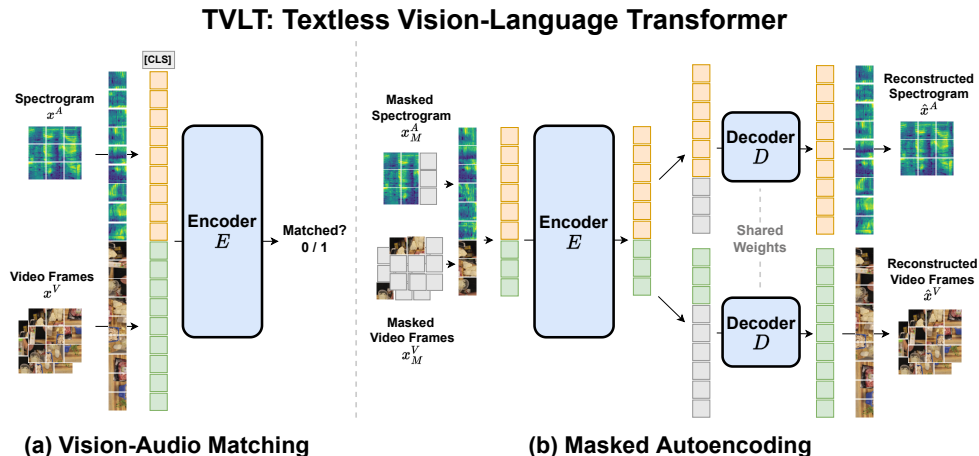 TVLT: Textless Vision-Language Transformer
[CLS]
Spectrogram
x^A
Video Frames
x^V
Encoder
E
Matched?
0 / 1
(a) Vision-Audio Matching
Masked
Spectrogram
x_M^A
Masked
Video Frames
x_M^V
Encoder
E
Decoder
D
Shared
Weights
Decoder
D
Reconstructed
Spectrogram
x̂^A
Reconstructed
Video Frames
x̂^V
(b) Masked Autoencoding